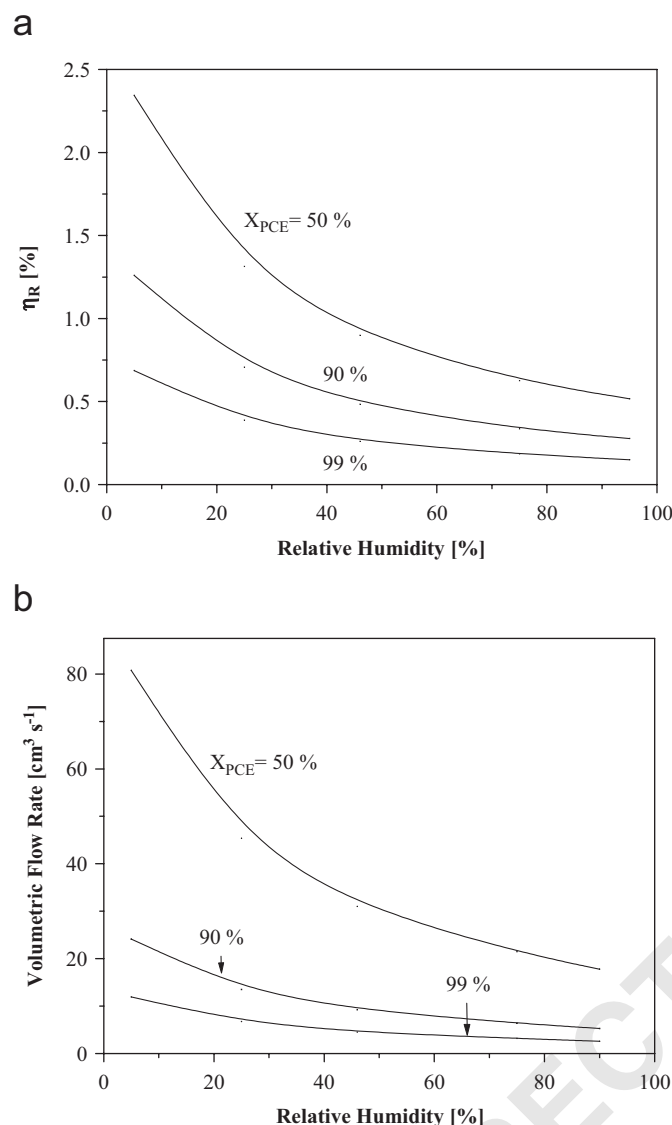 a
2.5
2.0
1.5
1.0
0.5
0.0
η_R [%]
X_PCE= 50 %
90 %
99 %
0 20 40 60 80 100
Relative Humidity [%]
b
80
60
40
20
0
Volumetric Flow Rate [cm³ s⁻¹]
X_PCE= 50 %
90 %
99 %
0 20 40 60 80 100
Relative Humidity [%]